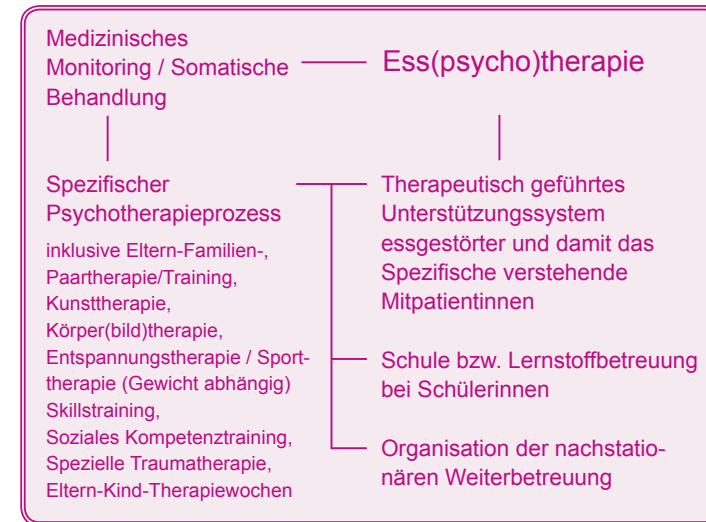 Medizinisches
Monitoring / Somatische
Behandlung
Ess(psycho)therapie
Spezifischer
Psychotherapieprozess
inklusive Eltern-Familien-,
Paartherapie/Training,
Kunsttherapie,
Körper(bild)therapie,
Entspannungstherapie / Sport-
therapie (Gewicht abhängig)
Skillstraining,
Soziales Kompetenztraining,
Spezielle Traumatherapie,
Eltern-Kind-Therapiewochen
Therapeutisch geführtes
Unterstützungssystem
essgestörter und damit das
Spezifische verstehende
Mitpatientinnen
Schule bzw. Lernstoffbetreuung
bei Schülerinnen
Organisation der nachstatio-
nären Weiterbetreuung